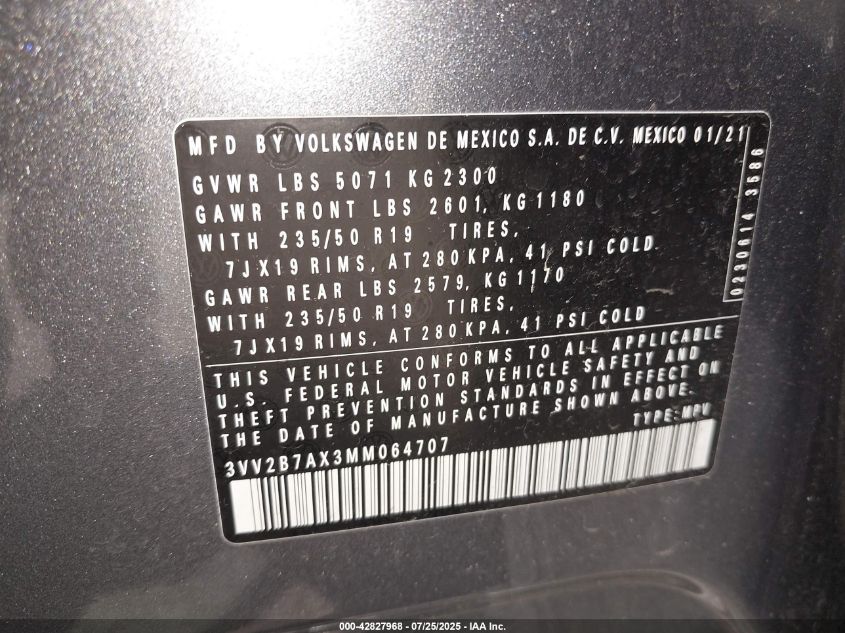 MFD BY VOLKSWAGEN DE MEXICO S.A. DE C.V. MEXICO 01/21
GVWR LBS 5071 KG 2300
GAWR FRONT LBS 2601, KG 1180
WITH 235/50 R19 TIRES,
7JX19 RIMS, AT 280 KPA, 41 PSI COLD
GAWR REAR LBS 2579, KG 1170
WITH 235/50 R19 TIRES,
7JX19 RIMS, AT 280 KPA, 41 PSI COLD
0230614 3686
THIS VEHICLE CONFORMS TO ALL APPLICABLE
U.S. FEDERAL MOTOR VEHICLE SAFETY AND
THEFT PREVENTION STANDARDS IN EFFECT ON
THE DATE OF MANUFACTURE SHOWN ABOVE.
TYPE: MPV
3VV2B7AX3MM064707
000-42827968 - 07/25/2025 - IAA Inc.